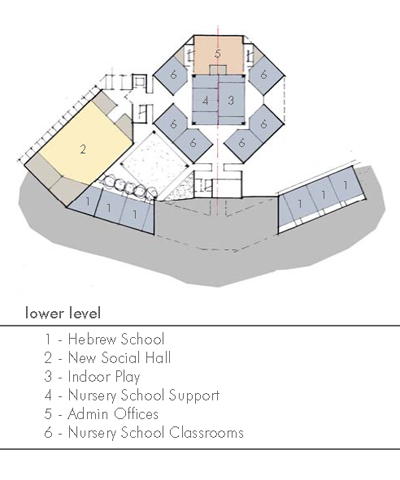 5
6
6
4
3
6
6
6
6
2
1
1
1
1
1
1
lower level
1 - Hebrew School
2 - New Social Hall
3 - Indoor Play
4 - Nursery School Support
5 - Admin Offices
6 - Nursery School Classrooms